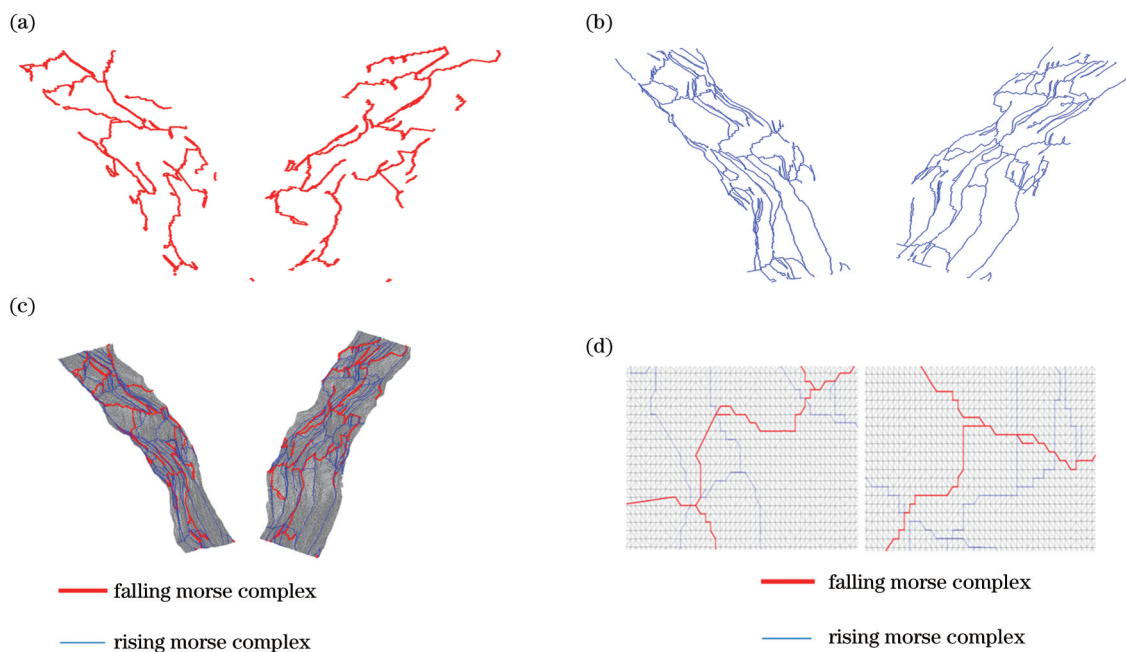 (a)
(b)
(c)
(d)
falling morse complex
rising morse complex
falling morse complex
rising morse complex